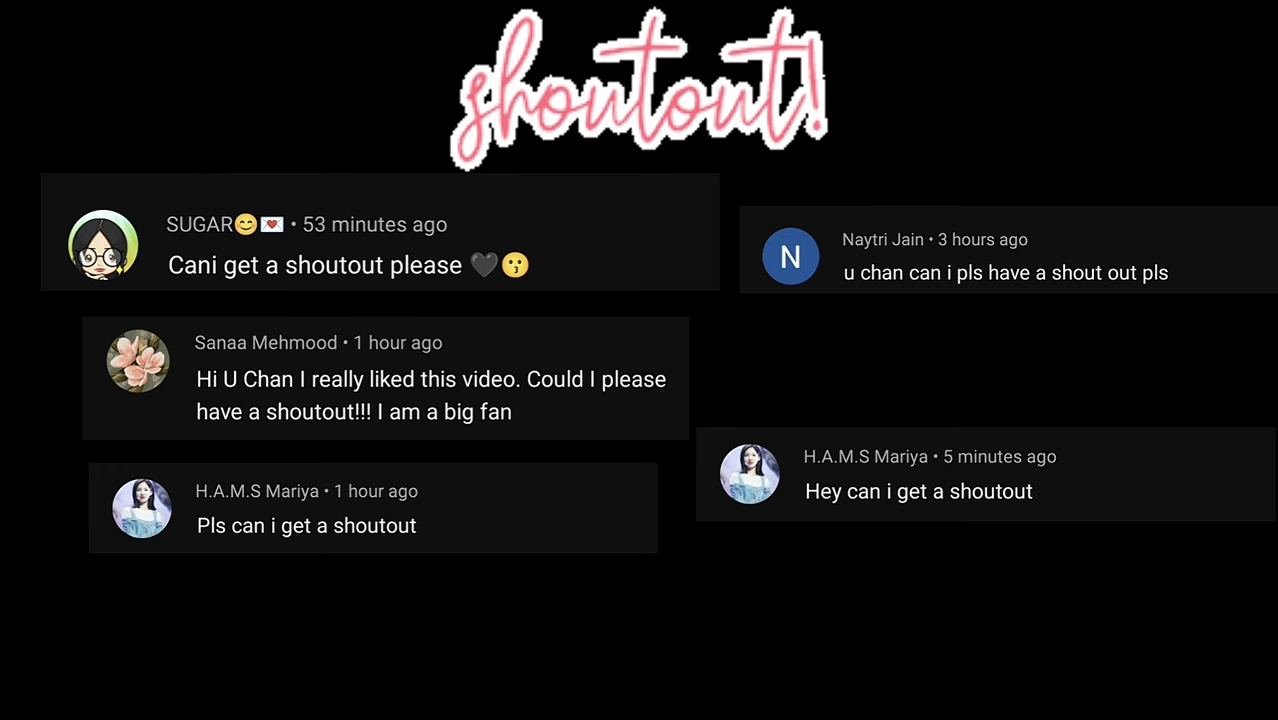 shoutout!
SUGAR😊💌 • 53 minutes ago
Cani get a shoutout please 🖤😗
Naytri Jain • 3 hours ago
N
u chan can i pls have a shout out pls
Sanaa Mehmood • 1 hour ago
Hi U Chan I really liked this video. Could I please
have a shoutout!!! I am a big fan
H.A.M.S Mariya • 1 hour ago
Pls can i get a shoutout
H.A.M.S Mariya • 5 minutes ago
Hey can i get a shoutout